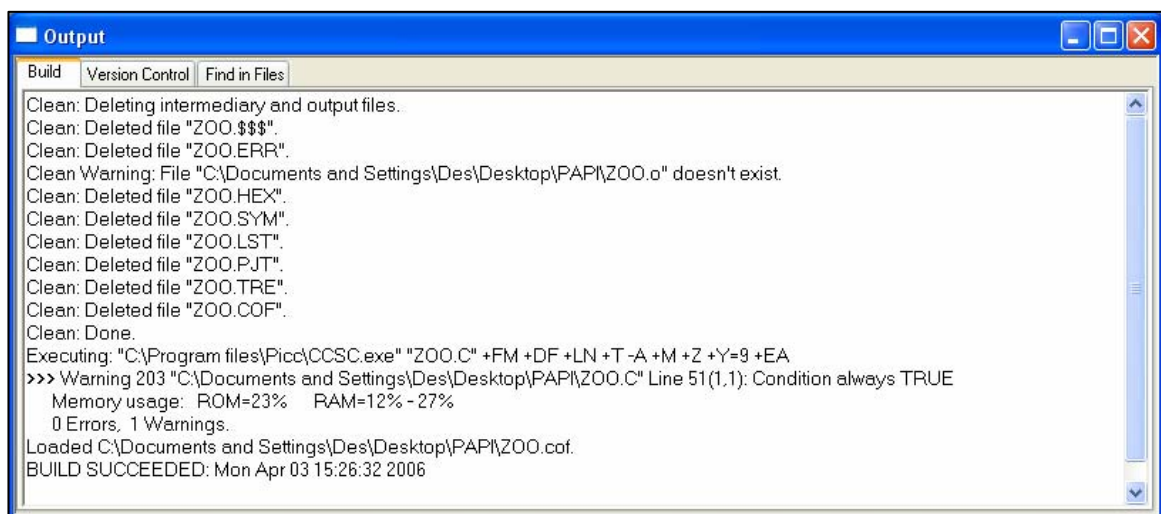 Output
Build Version Control Find in Files
Clean: Deleting intermediary and output files.
Clean: Deleted file "ZOO.$$$".
Clean: Deleted file "ZOO.ERR".
Clean Warning: File "C:\Documents and Settings\Des\Desktop\PAPI\ZOO.o" doesn't exist.
Clean: Deleted file "ZOO.HEX".
Clean: Deleted file "ZOO.SYM".
Clean: Deleted file "ZOO.LST".
Clean: Deleted file "ZOO.PJT".
Clean: Deleted file "ZOO.TRE".
Clean: Deleted file "ZOO.COF".
Clean: Done.
Executing: "C:\Program files\Picc\CCSC.exe" "ZOO.C" +FM +DF +LN +T -A +M +Z +Y=9 +EA
>>> Warning 203 "C:\Documents and Settings\Des\Desktop\PAPI\ZOO.C" Line 51(1,1): Condition always TRUE
Memory usage: ROM=23% RAM=12% - 27%
0 Errors, 1 Warnings.
Loaded C:\Documents and Settings\Des\Desktop\PAPI\ZOO.cof.
BUILD SUCCEEDED: Mon Apr 03 15:26:32 2006